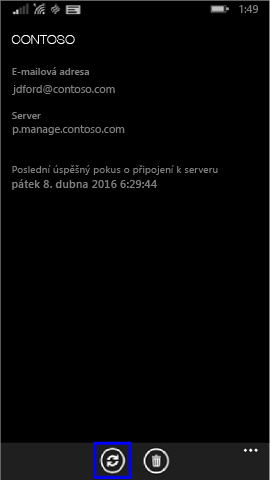 1:49
CONTOSO
E-mailová adresa
jdford@contoso.com
Server
p.manage.contoso.com
Poslední úspěšný pokus o připojení k serveru
pátek 8. dubna 2016 6:29:44